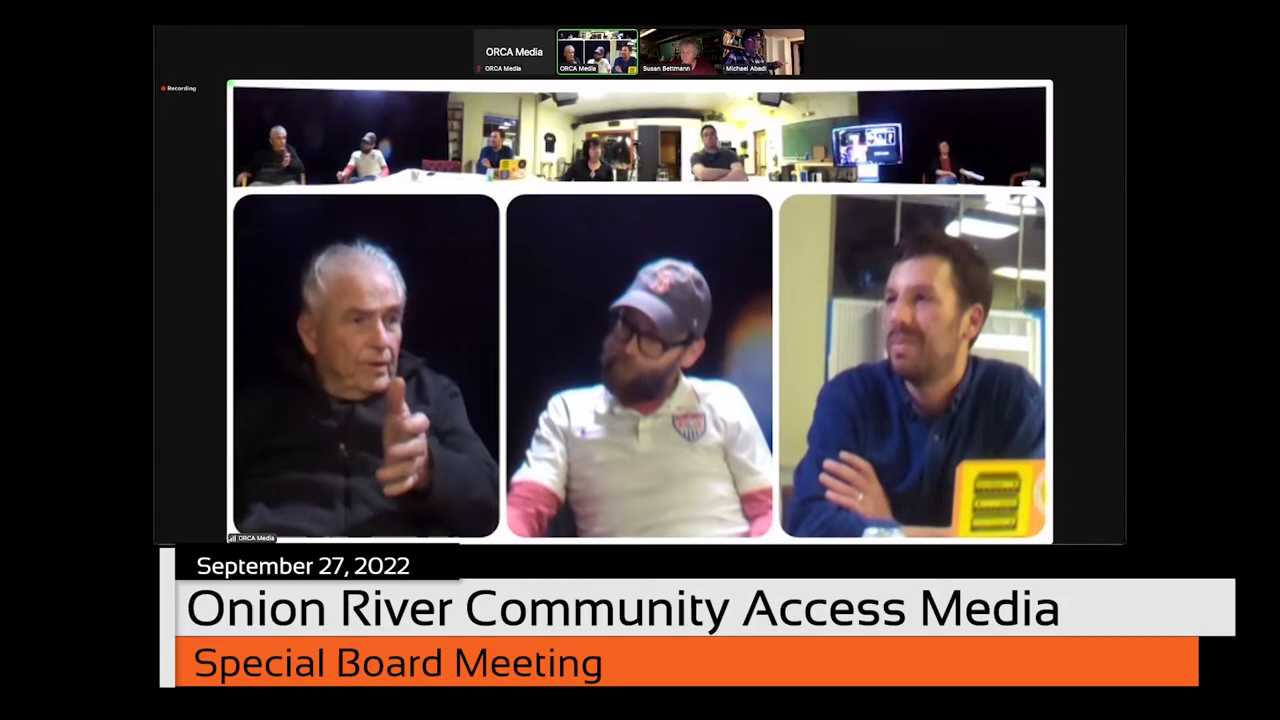 ORCA Media
ORCA Media
ORCA Media
Susan Bettmann
Michael Abadi
Recording
ORCA Media
September 27, 2022
Onion River Community Access Media
Special Board Meeting